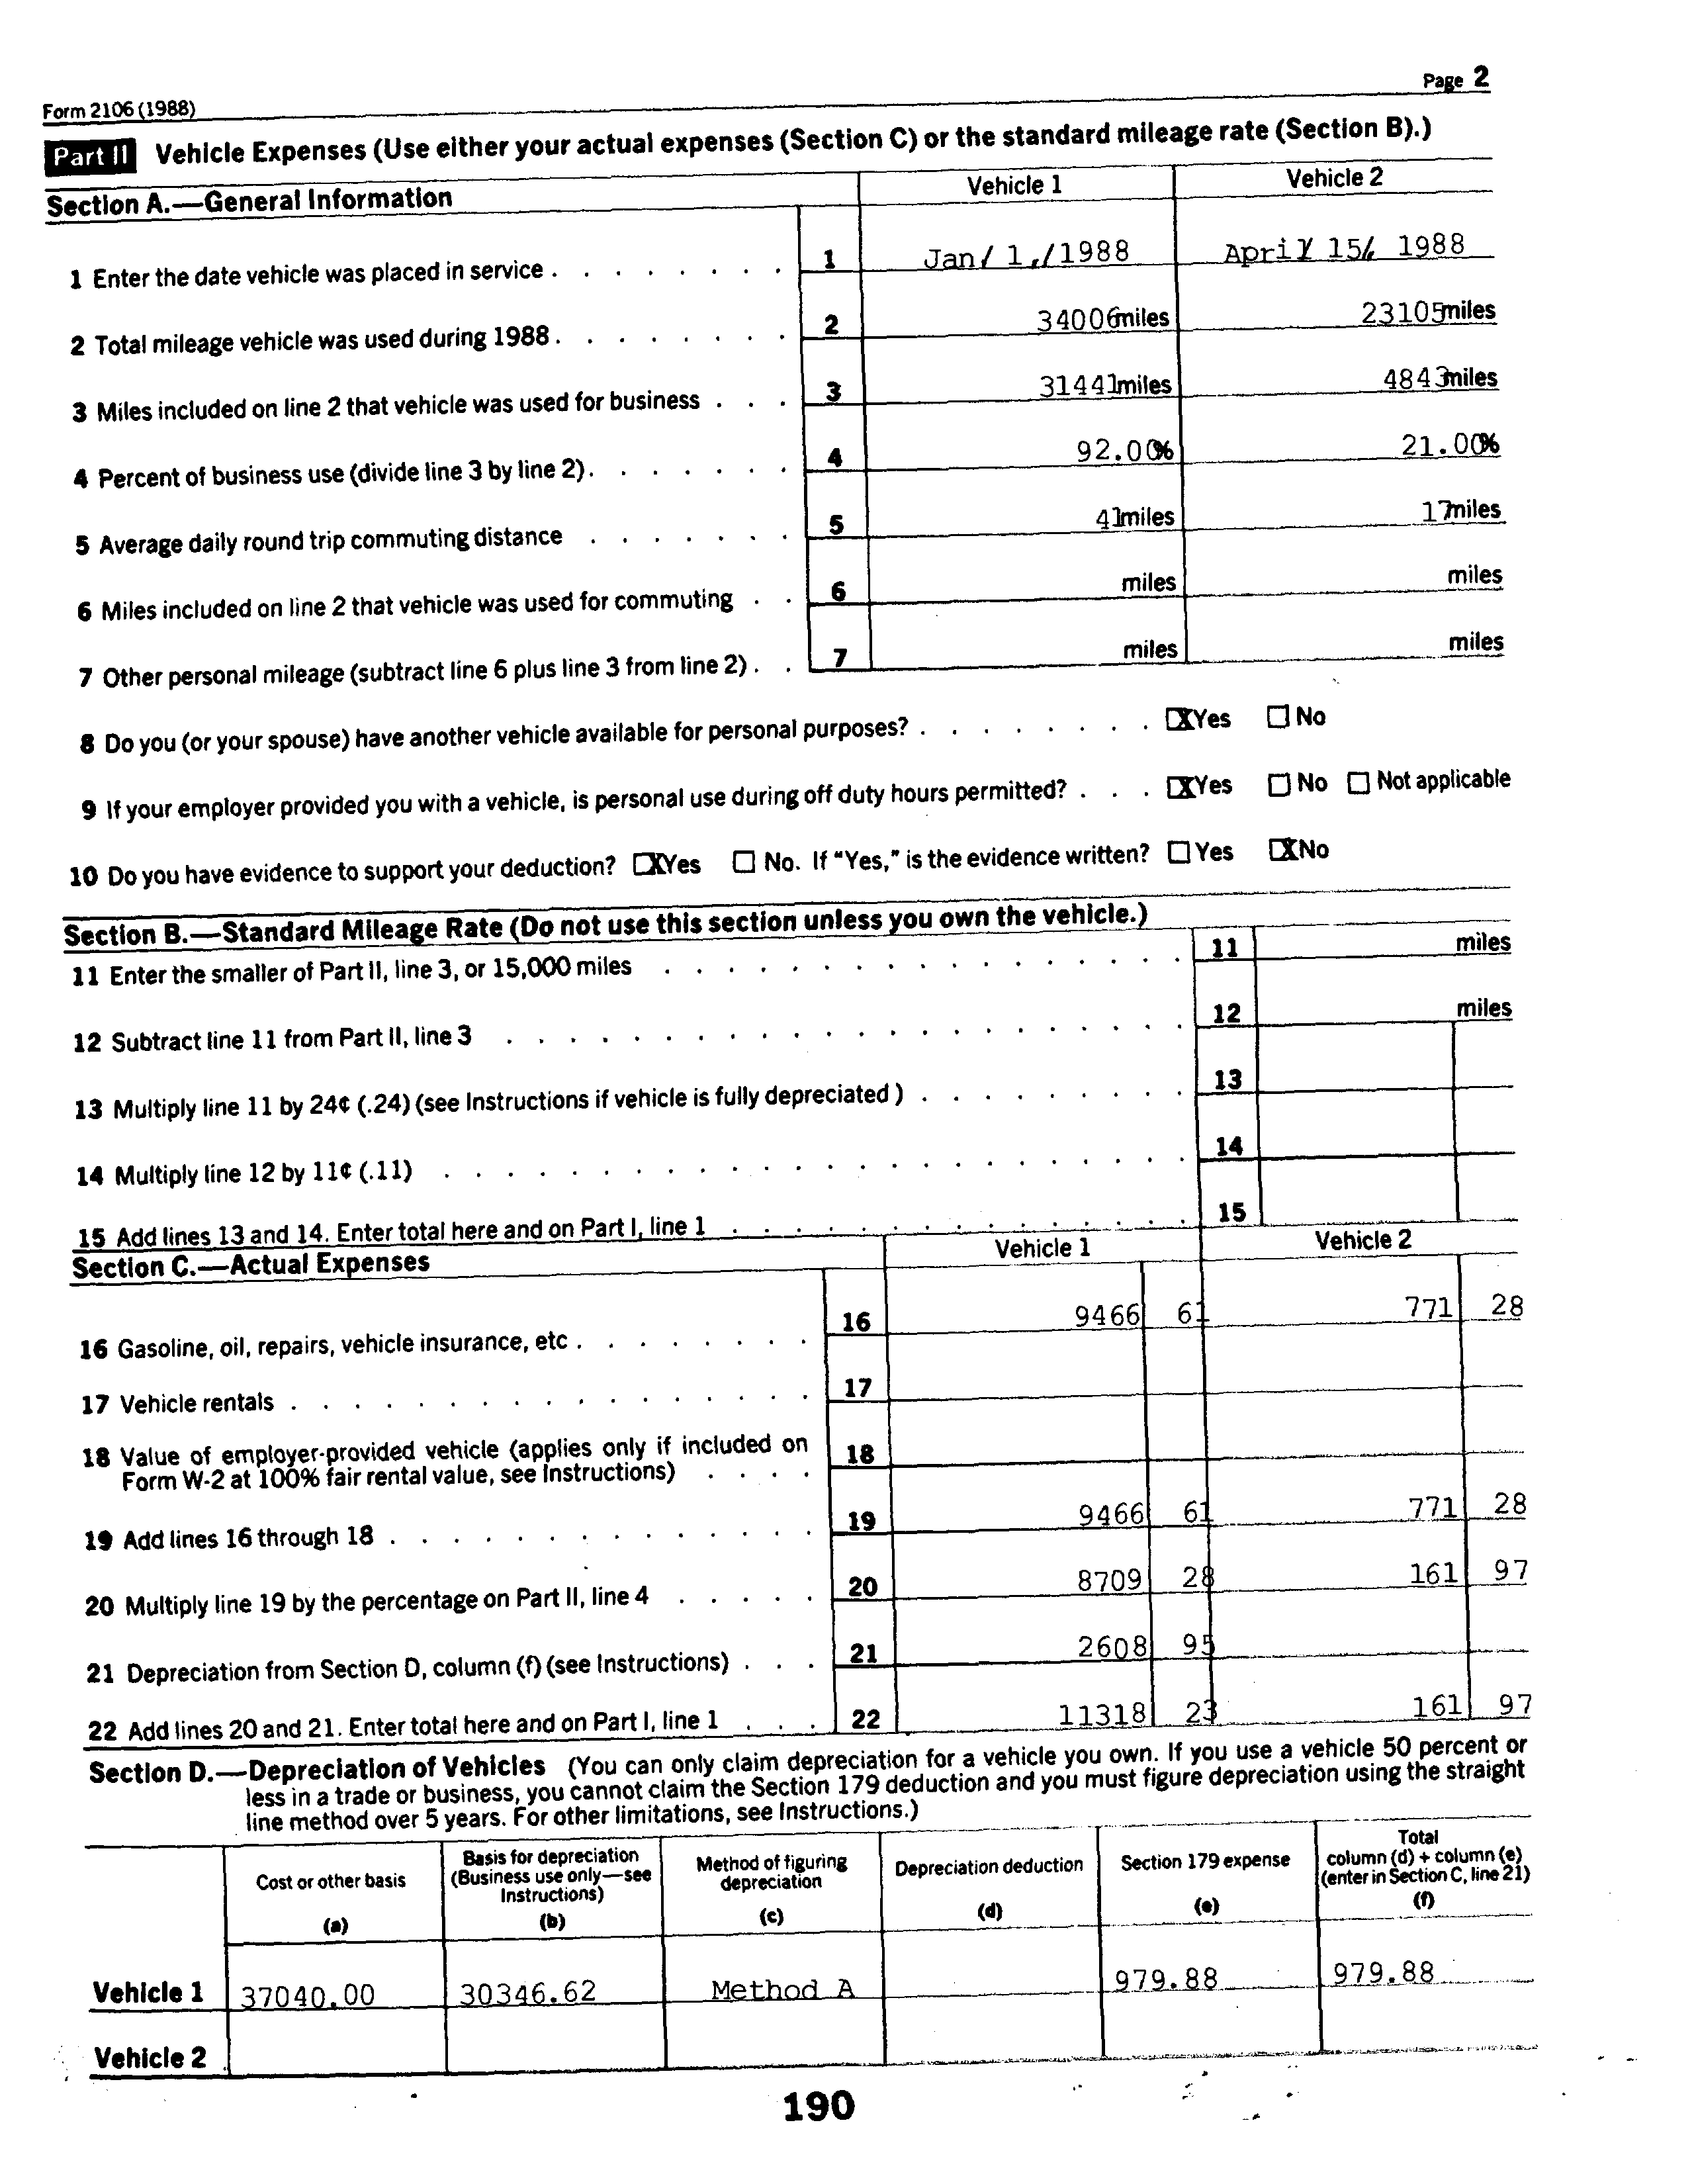 Form 2106 (1988) Page 2
Part II Vehicle Expenses (Use either your actual expenses (Section C) or the standard mileage rate (Section B).)
Section A.—General Information Vehicle 1 Vehicle 2
1 Enter the date vehicle was placed in service . . . . . . . . 1 Jan/ 1,/1988 April 15, 1988
2 Total mileage vehicle was used during 1988 . . . . . . . . 2 34006 miles 23105 miles
3 Miles included on line 2 that vehicle was used for business . . . 3 31441 miles 4843 miles
4 Percent of business use (divide line 3 by line 2) . . . . . . . 4 92.00% 21.00%
5 Average daily round trip commuting distance . . . . . . . 5 41 miles 17 miles
6 Miles included on line 2 that vehicle was used for commuting . . 6 miles miles
7 Other personal mileage (subtract line 6 plus line 3 from line 2) . . 7 miles miles
8 Do you (or your spouse) have another vehicle available for personal purposes? . . . . . . . . ☒ Yes ☐ No
9 If your employer provided you with a vehicle, is personal use during off duty hours permitted? . . . ☒ Yes ☐ No ☐ Not applicable
10 Do you have evidence to support your deduction? ☒ Yes ☐ No. If "Yes," is the evidence written? ☐ Yes ☒ No
Section B.—Standard Mileage Rate (Do not use this section unless you own the vehicle.)
11 Enter the smaller of Part II, line 3, or 15,000 miles . . . . . . . . . . . . . . . . . 11 miles
12 Subtract line 11 from Part II, line 3 . . . . . . . . . . . . . . . . . . . . . . 12 miles
13 Multiply line 11 by 24¢ (.24) (see Instructions if vehicle is fully depreciated ) . . . . . . . . . 13
14 Multiply line 12 by 11¢ (.11) . . . . . . . . . . . . . . . . . . . . . . . . 14
15 Add lines 13 and 14. Enter total here and on Part I, line 1 . . . . . . . . . . . . . . . 15
Section C.—Actual Expenses Vehicle 1 Vehicle 2
16 Gasoline, oil, repairs, vehicle insurance, etc . . . . . . . . 16 9466 61 771 28
17 Vehicle rentals . . . . . . . . . . . . . . . . . 17
18 Value of employer-provided vehicle (applies only if included on
Form W-2 at 100% fair rental value, see Instructions) . . . . 18
19 Add lines 16 through 18 . . . . . . . . . . . . . . 19 9466 61 771 28
20 Multiply line 19 by the percentage on Part II, line 4 . . . . . 20 8709 28 161 97
21 Depreciation from Section D, column (f) (see Instructions) . . . 21 2608 95
22 Add lines 20 and 21. Enter total here and on Part I, line 1 . . . 22 11318 23 161 97
Section D.—Depreciation of Vehicles (You can only claim depreciation for a vehicle you own. If you use a vehicle 50 percent or
less in a trade or business, you cannot claim the Section 179 deduction and you must figure depreciation using the straight
line method over 5 years. For other limitations, see Instructions.)
Cost or other basis (a) Basis for depreciation (Business use only—see Instructions) (b) Method of figuring depreciation (c) Depreciation deduction (d) Section 179 expense (e) Total column (d) + column (e) (enter in Section C, line 21) (f)
Vehicle 1 37040.00 30346.62 Method A 979.88 979.88
Vehicle 2
190